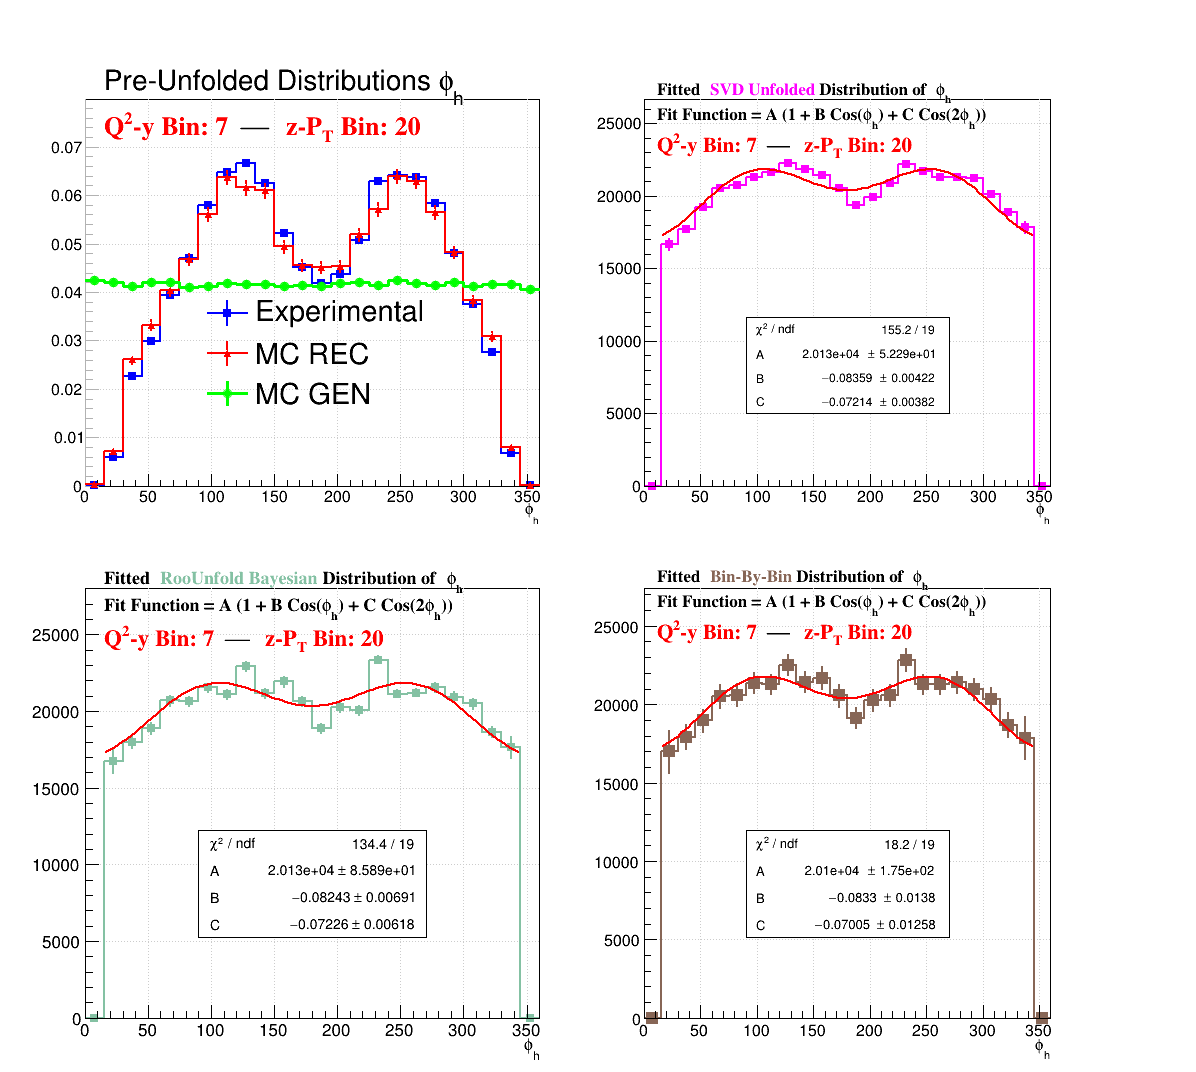 Pre-Unfolded Distributions ϕh
Q2-y Bin: 7 — z-PT Bin: 20
0.07
0.06
0.05
0.04
0.03
0.02
0.01
0
Experimental
MC REC
MC GEN
0 50 100 150 200 250 300 350
ϕh
Fitted SVD Unfolded Distribution of ϕh
Fit Function = A (1 + B Cos(ϕh) + C Cos(2ϕh))
Q2-y Bin: 7 — z-PT Bin: 20
25000
20000
15000
10000
5000
0
χ2 / ndf 155.2 / 19
A 2.013e+04 ± 5.229e+01
B −0.08359 ± 0.00422
C −0.07214 ± 0.00382
0 50 100 150 200 250 300 350
ϕh
Fitted RooUnfold Bayesian Distribution of ϕh
Fit Function = A (1 + B Cos(ϕh) + C Cos(2ϕh))
Q2-y Bin: 7 — z-PT Bin: 20
25000
20000
15000
10000
5000
0
χ2 / ndf 134.4 / 19
A 2.013e+04 ± 8.589e+01
B −0.08243 ± 0.00691
C −0.07226 ± 0.00618
0 50 100 150 200 250 300 350
ϕh
Fitted Bin-By-Bin Distribution of ϕh
Fit Function = A (1 + B Cos(ϕh) + C Cos(2ϕh))
Q2-y Bin: 7 — z-PT Bin: 20
25000
20000
15000
10000
5000
0
χ2 / ndf 18.2 / 19
A 2.01e+04 ± 1.75e+02
B −0.0833 ± 0.0138
C −0.07005 ± 0.01258
0 50 100 150 200 250 300 350
ϕh